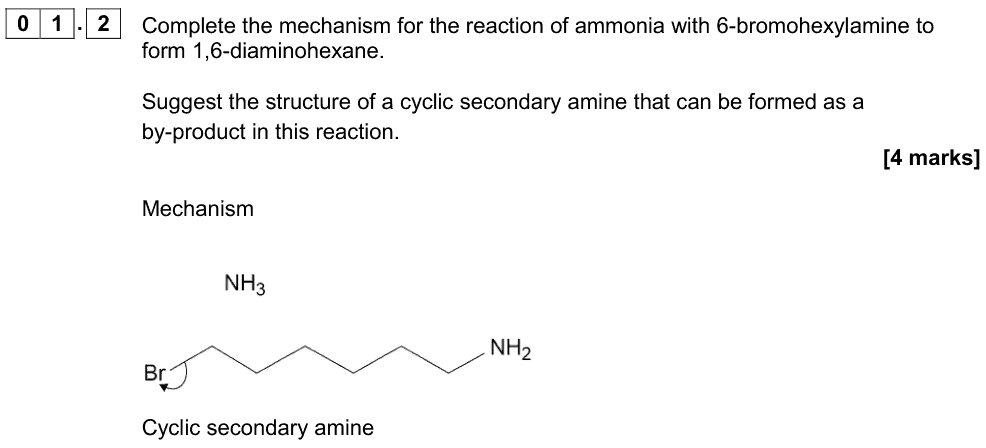 0 1 . 2 Complete the mechanism for the reaction of ammonia with 6-bromohexylamine to
form 1,6-diaminohexane.
Suggest the structure of a cyclic secondary amine that can be formed as a
by-product in this reaction.
[4 marks]
Mechanism
NH3
NH2
Br
Cyclic secondary amine